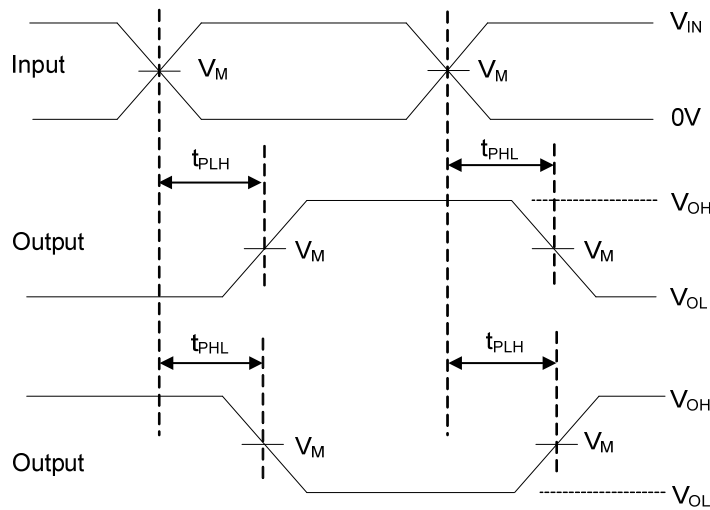 V_IN
Input V_M V_M
0V
t_PLH t_PHL
V_OH
Output V_M V_M
V_OL
t_PHL t_PLH
V_OH
Output V_M V_M
V_OL